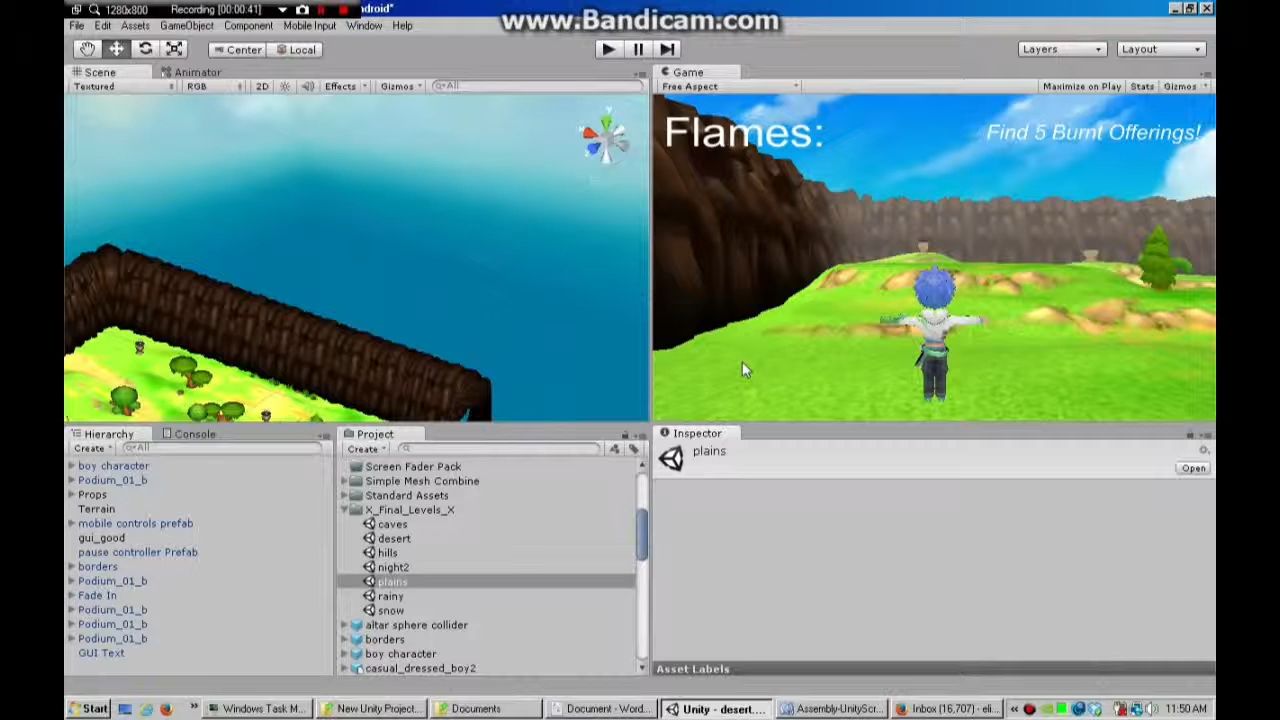 1280x800 Recording [00:00:41] ndroid*
www.Bandicam.com
File Edit Assets GameObject Component Mobile Input Window Help
Center Local Layers Layout
Scene Animator Game
Textured RGB 2D Effects Gizmos All Free Aspect Maximize on Play Stats Gizmos
Flames: Find 5 Burnt Offerings!
Hierarchy Console Project Inspector
Create All Create
plains
Open
boy character
Podium_01_b
Props
Terrain
mobile controls prefab
gui_good
pause controller Prefab
borders
Podium_01_b
Fade In
Podium_01_b
Podium_01_b
Podium_01_b
GUI Text
Screen Fader Pack
Simple Mesh Combine
Standard Assets
X_Final_Levels_X
caves
desert
hills
night2
plains
rainy
snow
altar sphere collider
borders
boy character
casual_dressed_boy2
Asset Labels
Start Windows Task M... New Unity Project... Documents Document - Word... Unity - desert.... Assembly-UnityScr... Inbox (16,707) - eli... 11:50 AM